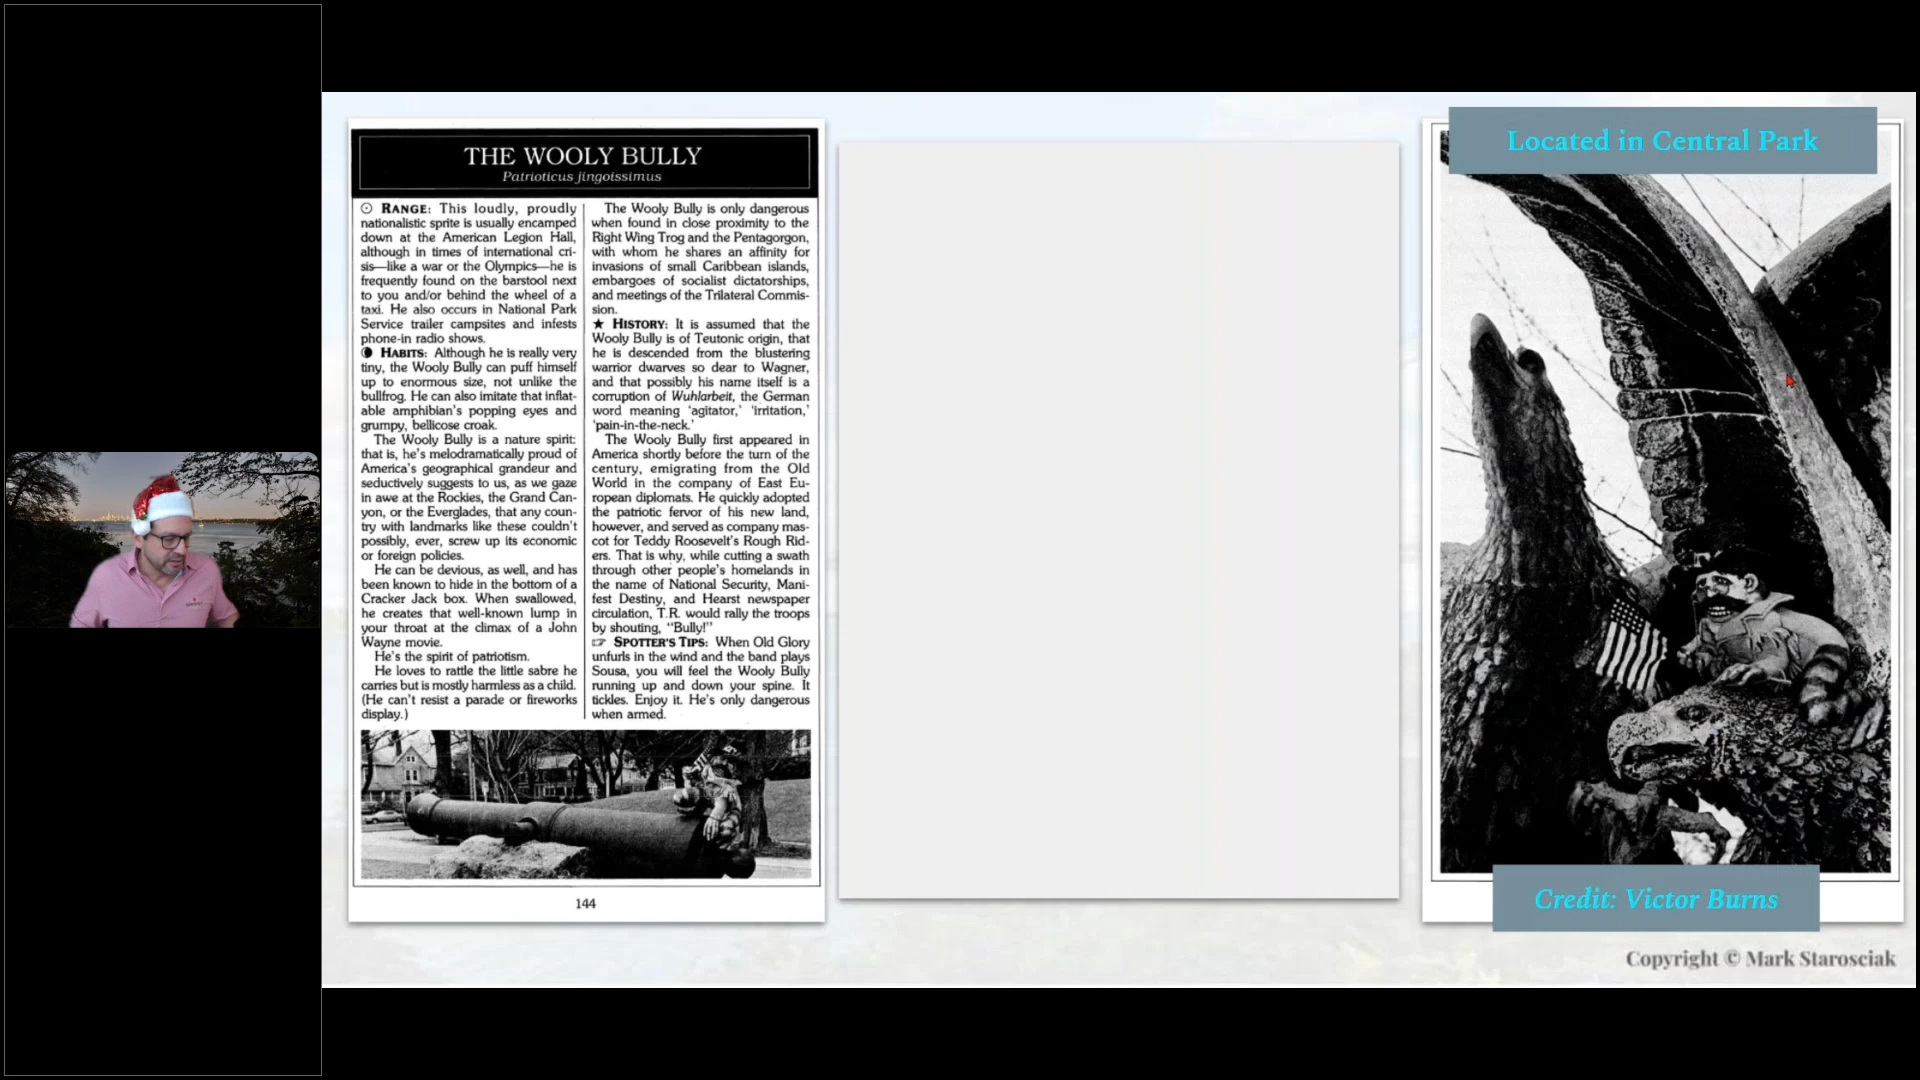 THE WOOLY BULLY
Patrioticus jingoissimus
☉ RANGE: This loudly, proudly
nationalistic sprite is usually encamped
down at the American Legion Hall,
although in times of international cri-
sis—like a war or the Olympics—he is
frequently found on the barstool next
to you and/or behind the wheel of a
taxi. He also occurs in National Park
Service trailer campsites and infests
phone-in radio shows.
HABITS: Although he is really very
tiny, the Wooly Bully can puff himself
up to enormous size, not unlike the
bullfrog. He can also imitate that inflat-
able amphibian's popping eyes and
grumpy, bellicose croak.
The Wooly Bully is a nature spirit:
that is, he's melodramatically proud of
America's geographical grandeur and
seductively suggests to us, as we gaze
in awe at the Rockies, the Grand Can-
yon, or the Everglades, that any coun-
try with landmarks like these couldn't
possibly, ever, screw up its economic
or foreign policies.
He can be devious, as well, and has
been known to hide in the bottom of a
Cracker Jack box. When swallowed,
he creates that well-known lump in
your throat at the climax of a John
Wayne movie.
He's the spirit of patriotism.
He loves to rattle the little sabre he
carries but is mostly harmless as a child.
(He can't resist a parade or fireworks
display.)
The Wooly Bully is only dangerous
when found in close proximity to the
Right Wing Trog and the Pentagorgon,
with whom he shares an affinity for
invasions of small Caribbean islands,
embargoes of socialist dictatorships,
and meetings of the Trilateral Commis-
sion.
★ HISTORY: It is assumed that the
Wooly Bully is of Teutonic origin, that
he is descended from the blustering
warrior dwarves so dear to Wagner,
and that possibly his name itself is a
corruption of Wuhlarbeit, the German
word meaning 'agitator,' 'irritation,'
'pain-in-the-neck.'
The Wooly Bully first appeared in
America shortly before the turn of the
century, emigrating from the Old
World in the company of East Eu-
ropean diplomats. He quickly adopted
the patriotic fervor of his new land,
however, and served as company mas-
cot for Teddy Roosevelt's Rough Rid-
ers. That is why, while cutting a swath
through other people's homelands in
the name of National Security, Mani-
fest Destiny, and Hearst newspaper
circulation, T.R. would rally the troops
by shouting, "Bully!"
☞ SPOTTER'S TIPS: When Old Glory
unfurls in the wind and the band plays
Sousa, you will feel the Wooly Bully
running up and down your spine. It
tickles. Enjoy it. He's only dangerous
when armed.
144
Located in Central Park
Credit: Victor Burns
Copyright © Mark Starosciak